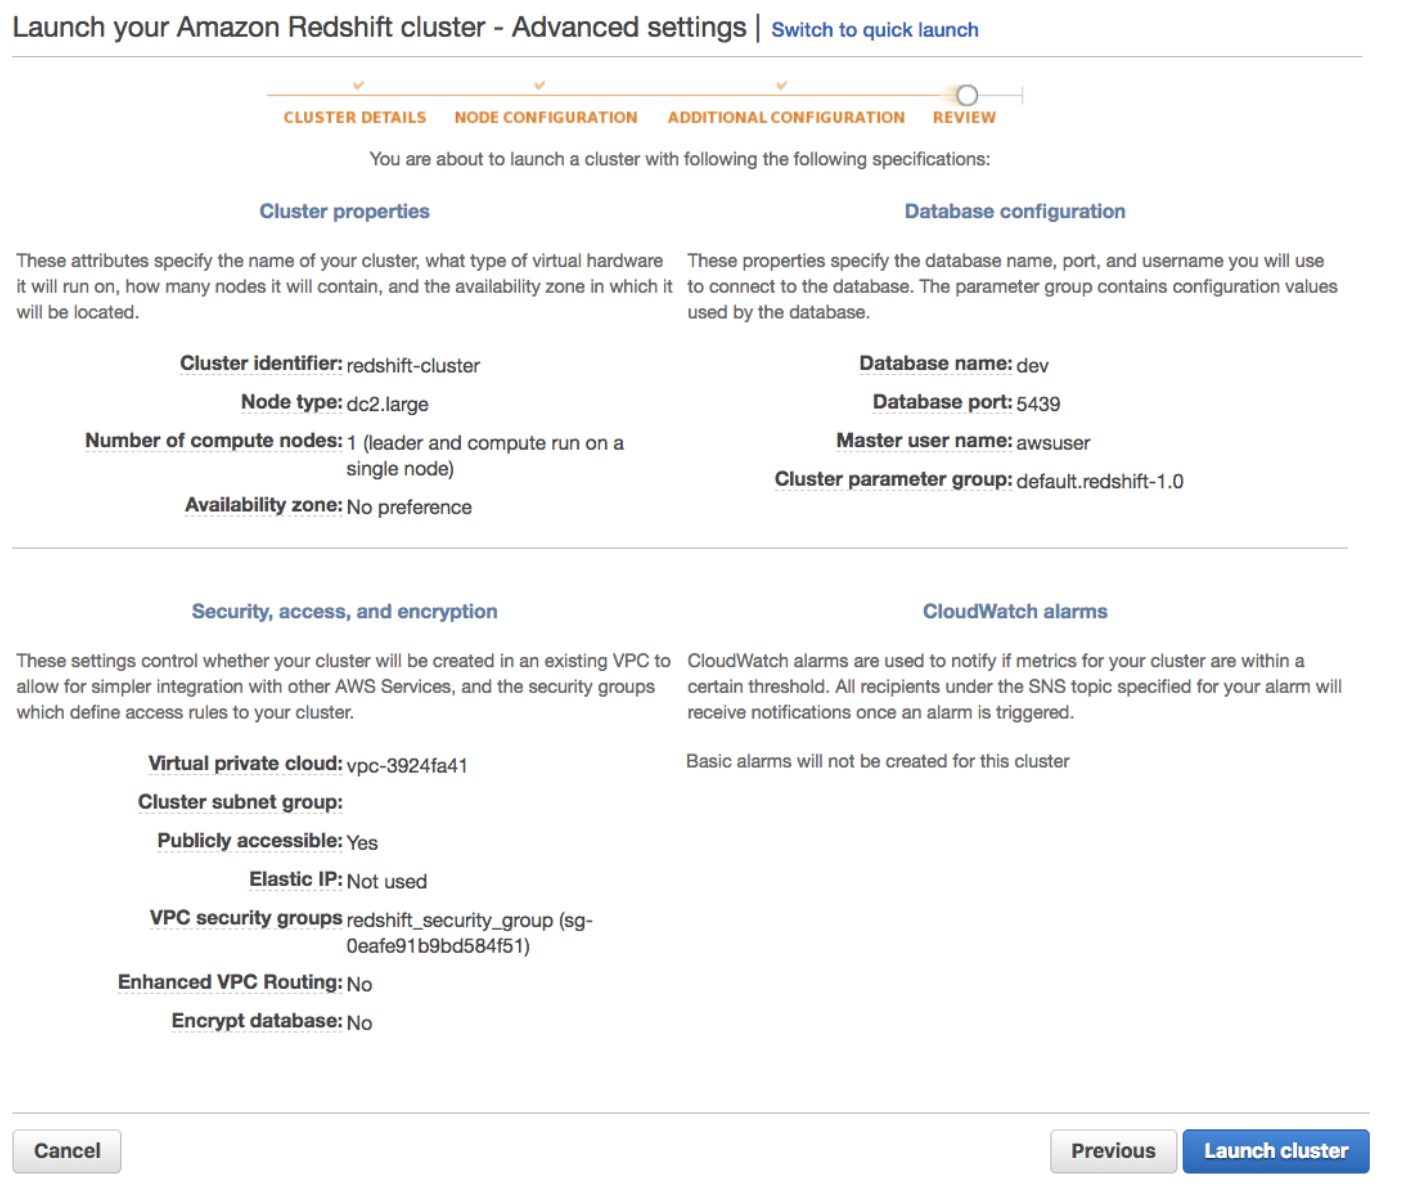 Launch your Amazon Redshift cluster - Advanced settings | Switch to quick launch
CLUSTER DETAILS NODE CONFIGURATION ADDITIONAL CONFIGURATION REVIEW
You are about to launch a cluster with following the following specifications:
Cluster properties
These attributes specify the name of your cluster, what type of virtual hardware
it will run on, how many nodes it will contain, and the availability zone in which it
will be located.
Cluster identifier: redshift-cluster
Node type: dc2.large
Number of compute nodes: 1 (leader and compute run on a
single node)
Availability zone: No preference
Database configuration
These properties specify the database name, port, and username you will use
to connect to the database. The parameter group contains configuration values
used by the database.
Database name: dev
Database port: 5439
Master user name: awsuser
Cluster parameter group: default.redshift-1.0
Security, access, and encryption
These settings control whether your cluster will be created in an existing VPC to
allow for simpler integration with other AWS Services, and the security groups
which define access rules to your cluster.
Virtual private cloud: vpc-3924fa41
Cluster subnet group:
Publicly accessible: Yes
Elastic IP: Not used
VPC security groups redshift_security_group (sg-
0eafe91b9bd584f51)
Enhanced VPC Routing: No
Encrypt database: No
CloudWatch alarms
CloudWatch alarms are used to notify if metrics for your cluster are within a
certain threshold. All recipients under the SNS topic specified for your alarm will
receive notifications once an alarm is triggered.
Basic alarms will not be created for this cluster
Cancel Previous Launch cluster